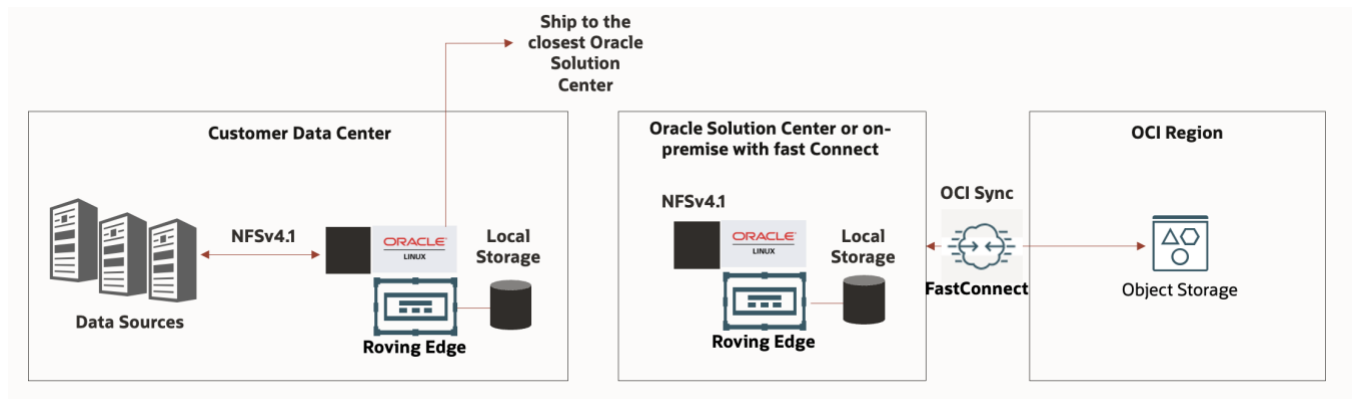 Ship to the
closest Oracle
Solution
Center
Customer Data Center
NFSv4.1
ORACLE
LINUX
Local
Storage
Data Sources
Roving Edge
Oracle Solution Center or on-
premise with fast Connect
NFSv4.1
ORACLE
LINUX
Local
Storage
Roving Edge
OCI Sync
FastConnect
OCI Region
Object Storage